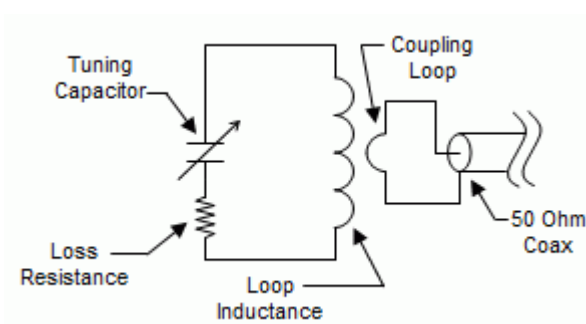 Tuning
Capacitor
Coupling
Loop
Loss
Resistance
Loop
Inductance
50 Ohm
Coax